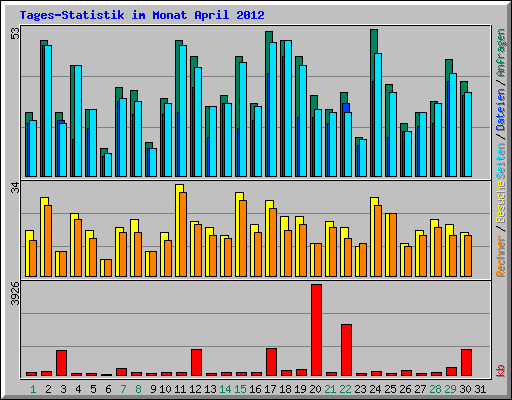 Tages-Statistik im Monat April 2012
53
34
3926
Rechner / Besuche Seiten / Dateien / Anfragen
kb
1 2 3 4 5 6 7 8 9 10 11 12 13 14 15 16 17 18 19 20 21 22 23 24 25 26 27 28 29 30 31